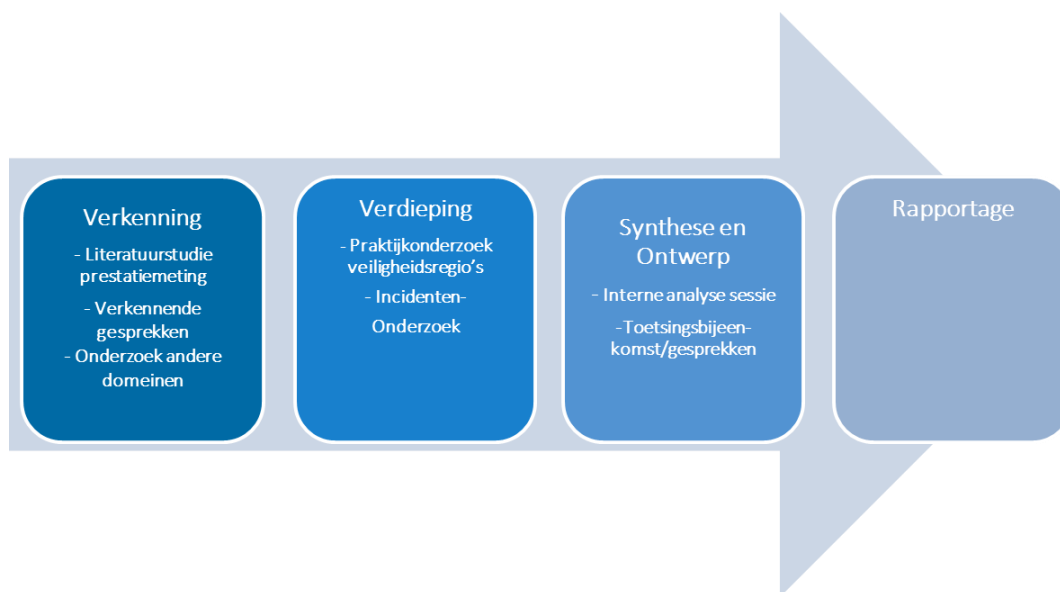 Verkenning
- Literatuurstudie
prestatiemeting
- Verkennende
gesprekken
- Onderzoek andere
domeinen
Verdieping
- Praktijkonderzoek
veiligheidsregio's
- Incidenten-
Onderzoek
Synthese en
Ontwerp
- Interne analyse sessie
-Toetsingsbijeen-
komst/gesprekken
Rapportage